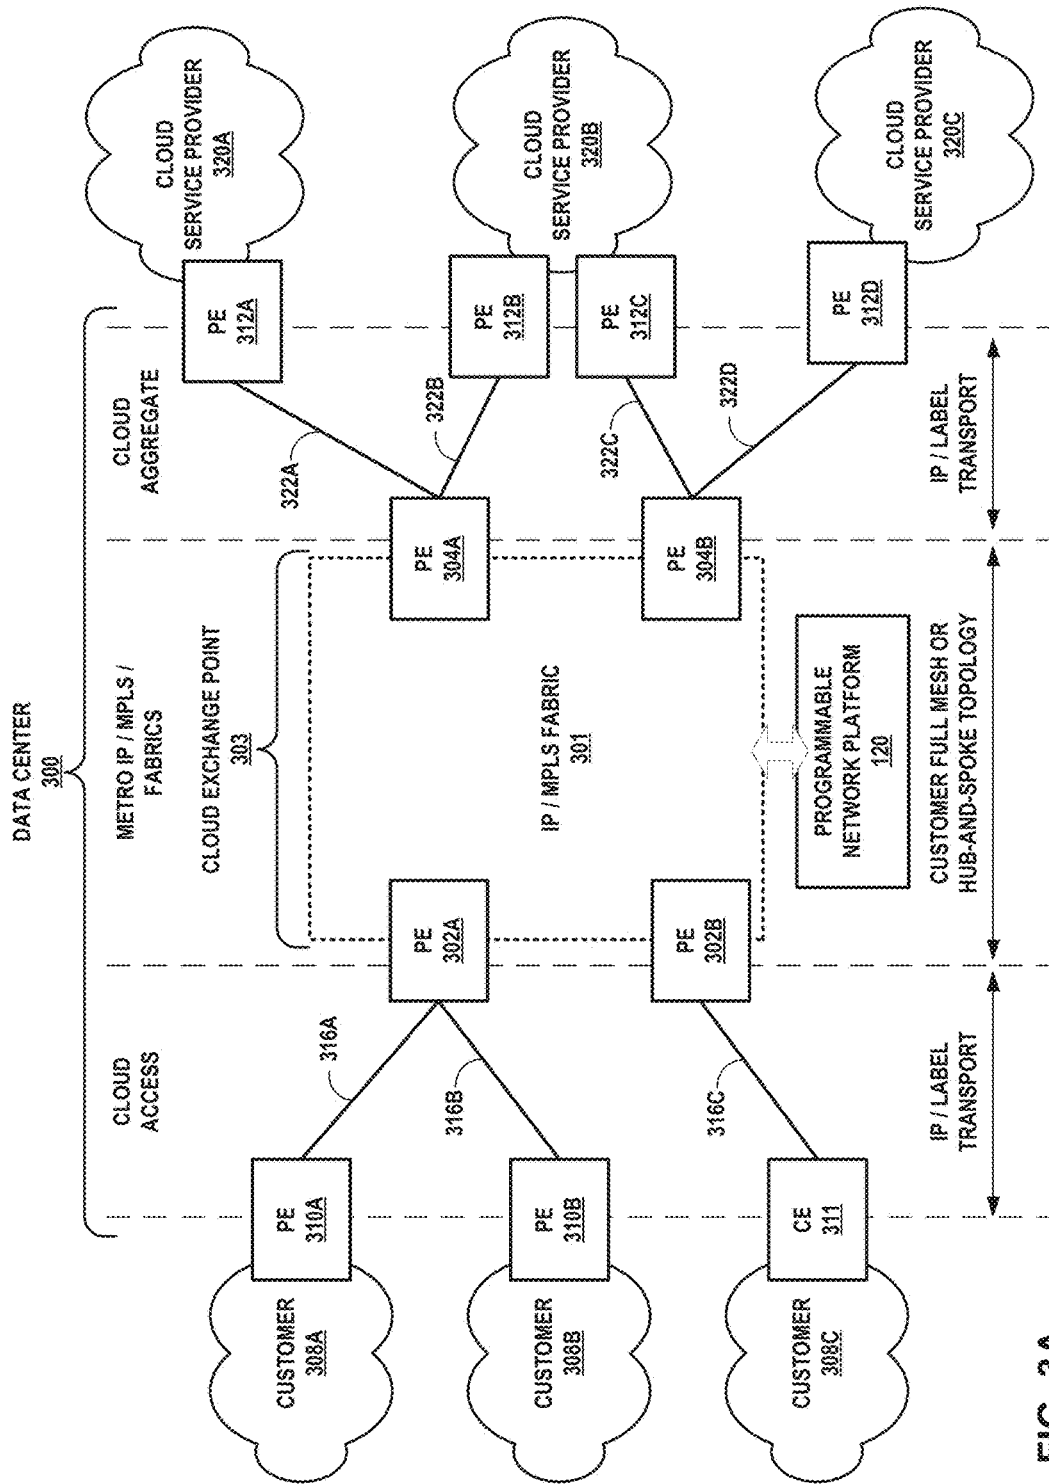 DATA CENTER
300
CLOUD
ACCESS
METRO IP / MPLS /
FABRICS
CLOUD
AGGREGATE
CLOUD EXCHANGE POINT
303
CUSTOMER
308A
PE
310A
316A
PE
302A
PE
304A
322A
PE
312A
CLOUD
SERVICE PROVIDER
320A
CUSTOMER
308B
PE
310B
316B
IP / MPLS FABRIC
301
322B
PE
312B
CLOUD
SERVICE PROVIDER
320B
322C
PE
312C
CUSTOMER
308C
CE
311
316C
PE
302B
PE
304B
322D
PE
312D
CLOUD
SERVICE PROVIDER
320C
PROGRAMMABLE
NETWORK PLATFORM
120
IP / LABEL
TRANSPORT
CUSTOMER FULL MESH OR
HUB-AND-SPOKE TOPOLOGY
IP / LABEL
TRANSPORT
FIG.